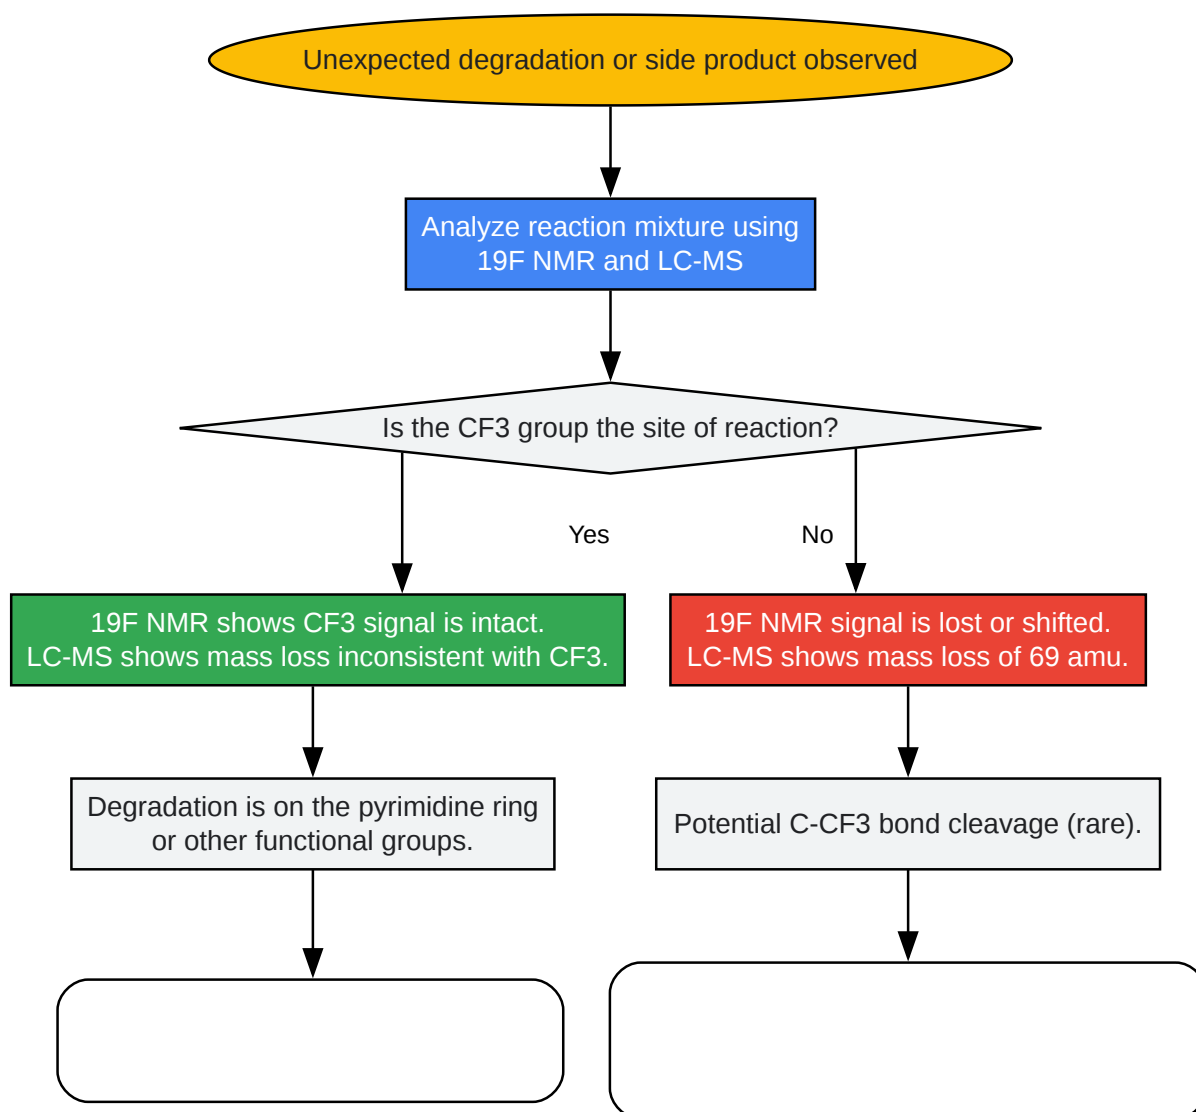 Unexpected degradation or side product observed
Analyze reaction mixture using
19F NMR and LC-MS
Is the CF3 group the site of reaction?
Yes
No
19F NMR shows CF3 signal is intact.
LC-MS shows mass loss inconsistent with CF3.
19F NMR signal is lost or shifted.
LC-MS shows mass loss of 69 amu.
Degradation is on the pyrimidine ring
or other functional groups.
Potential C-CF3 bond cleavage (rare).